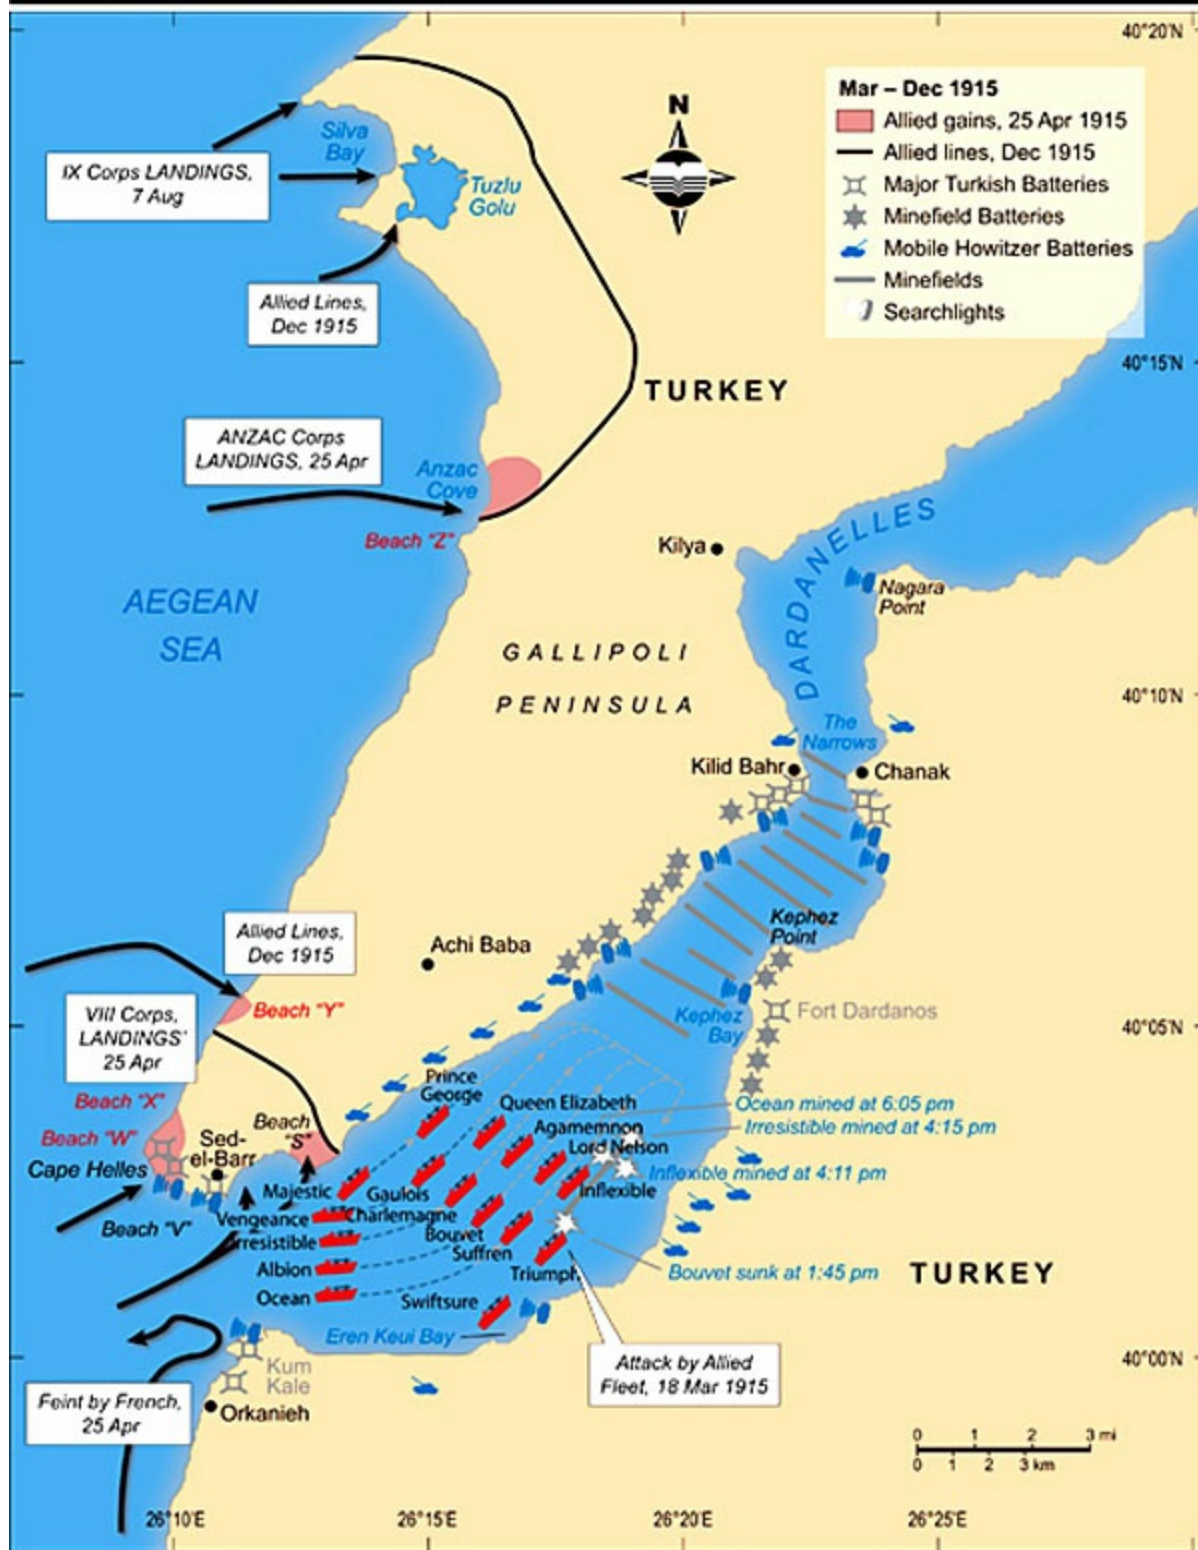 40°20'N
Mar – Dec 1915
Allied gains, 25 Apr 1915
Allied lines, Dec 1915
Major Turkish Batteries
Minefield Batteries
Mobile Howitzer Batteries
Minefields
Searchlights
N
Silva
Bay
IX Corps LANDINGS,
7 Aug
Tuzlu
Golu
Allied Lines,
Dec 1915
40°15'N
TURKEY
ANZAC Corps
LANDINGS, 25 Apr
Anzac
Cove
Beach "Z"
Kilya
DARDANELLES
Nagara
Point
AEGEAN
SEA
GALLIPOLI
PENINSULA
40°10'N
The
Narrows
Kilid Bahr
Chanak
Kephez
Point
Allied Lines,
Dec 1915
Achi Baba
Beach "Y"
VIII Corps,
LANDINGS'
25 Apr
Kephez
Bay
Fort Dardanos
40°05'N
Prince
George
Beach "X"
Queen Elizabeth
Ocean mined at 6:05 pm
Beach "W"
Sed-
el-Barr
Beach
"S"
Agamemnon
Irresistible mined at 4:15 pm
Lord Nelson
Cape Helles
Inflexible mined at 4:11 pm
Majestic
Gaulois
Inflexible
Beach "V"
Vengeance
Charlemagne
Irresistible
Bouvet
Suffren
Albion
Triumph
Bouvet sunk at 1:45 pm
TURKEY
Ocean
Swiftsure
Eren Keui Bay
40°00'N
Attack by Allied
Fleet, 18 Mar 1915
Kum
Kale
Feint by French,
25 Apr
Orkanieh
0 1 2 3 mi
0 1 2 3 km
26°10'E
26°15'E
26°20'E
26°25'E